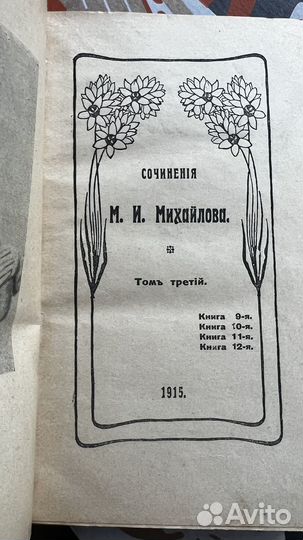 СОЧИНЕНІЯ
М. И. Михайлова.
Томъ третій.
Книга 9-я.
Книга 10-я.
Книга 11-я.
Книга 12-я.
1915.
Avito